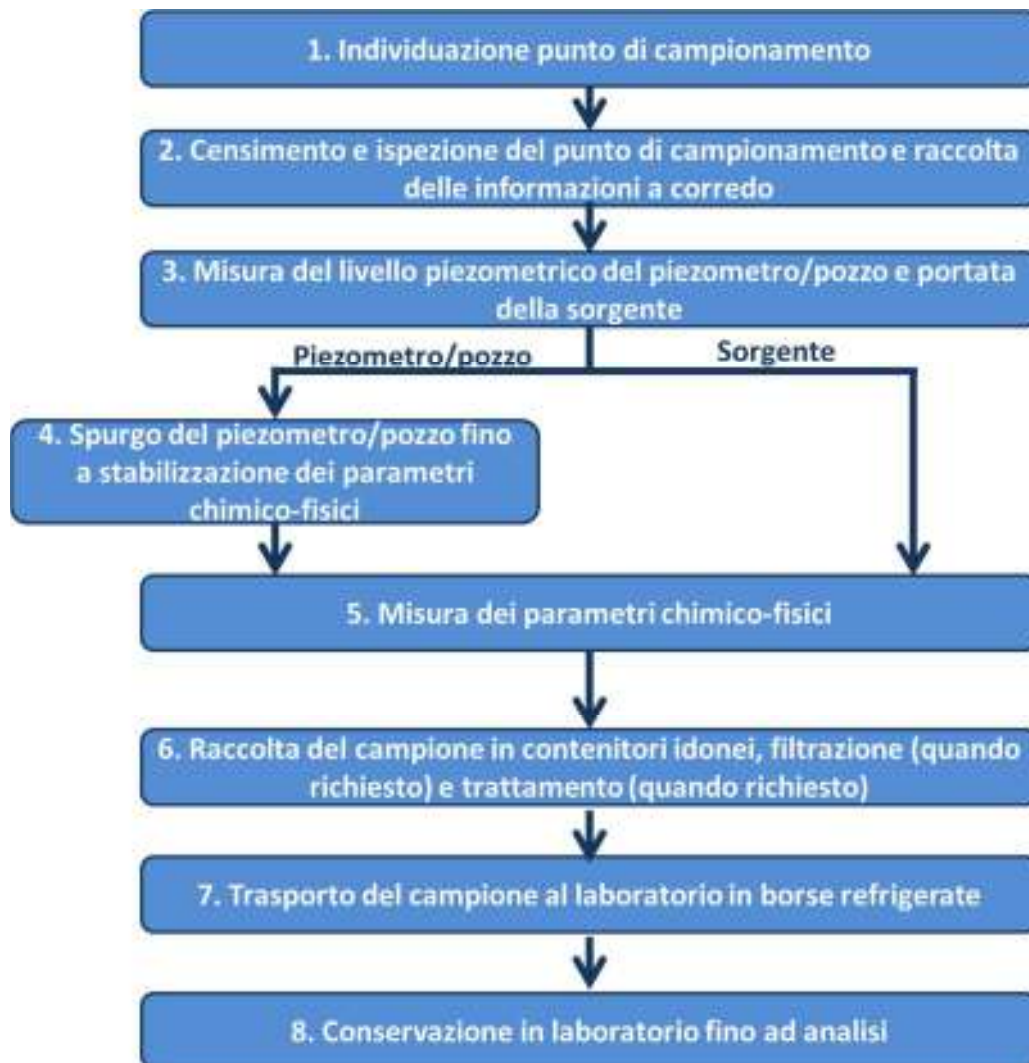 1. Individuazione punto di campionamento
2. Censimento e ispezione del punto di campionamento e raccolta
delle informazioni a corredo
3. Misura del livello piezometrico del piezometro/pozzo e portata
della sorgente
Piezometro/pozzo
Sorgente
4. Spurgo del piezometro/pozzo fino
a stabilizzazione dei parametri
chimico-fisici
5. Misura dei parametri chimico-fisici
6. Raccolta del campione in contenitori idonei, filtrazione (quando
richiesto) e trattamento (quando richiesto)
7. Trasporto del campione al laboratorio in borse refrigerate
8. Conservazione in laboratorio fino ad analisi